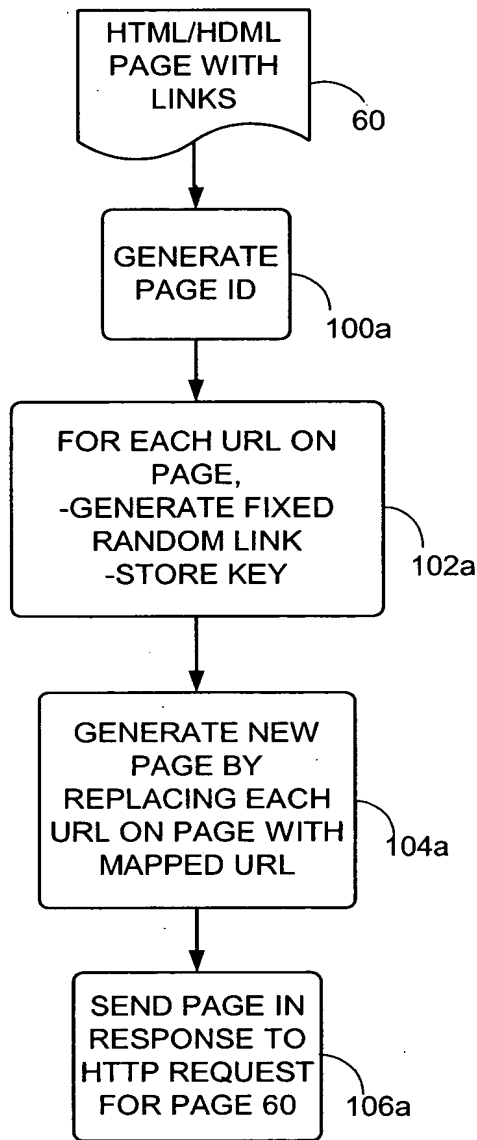 HTML/HDML
PAGE WITH
LINKS
60
GENERATE
PAGE ID
100a
FOR EACH URL ON
PAGE,
-GENERATE FIXED
RANDOM LINK
-STORE KEY
102a
GENERATE NEW
PAGE BY
REPLACING EACH
URL ON PAGE WITH
MAPPED URL
104a
SEND PAGE IN
RESPONSE TO
HTTP REQUEST
FOR PAGE 60
106a